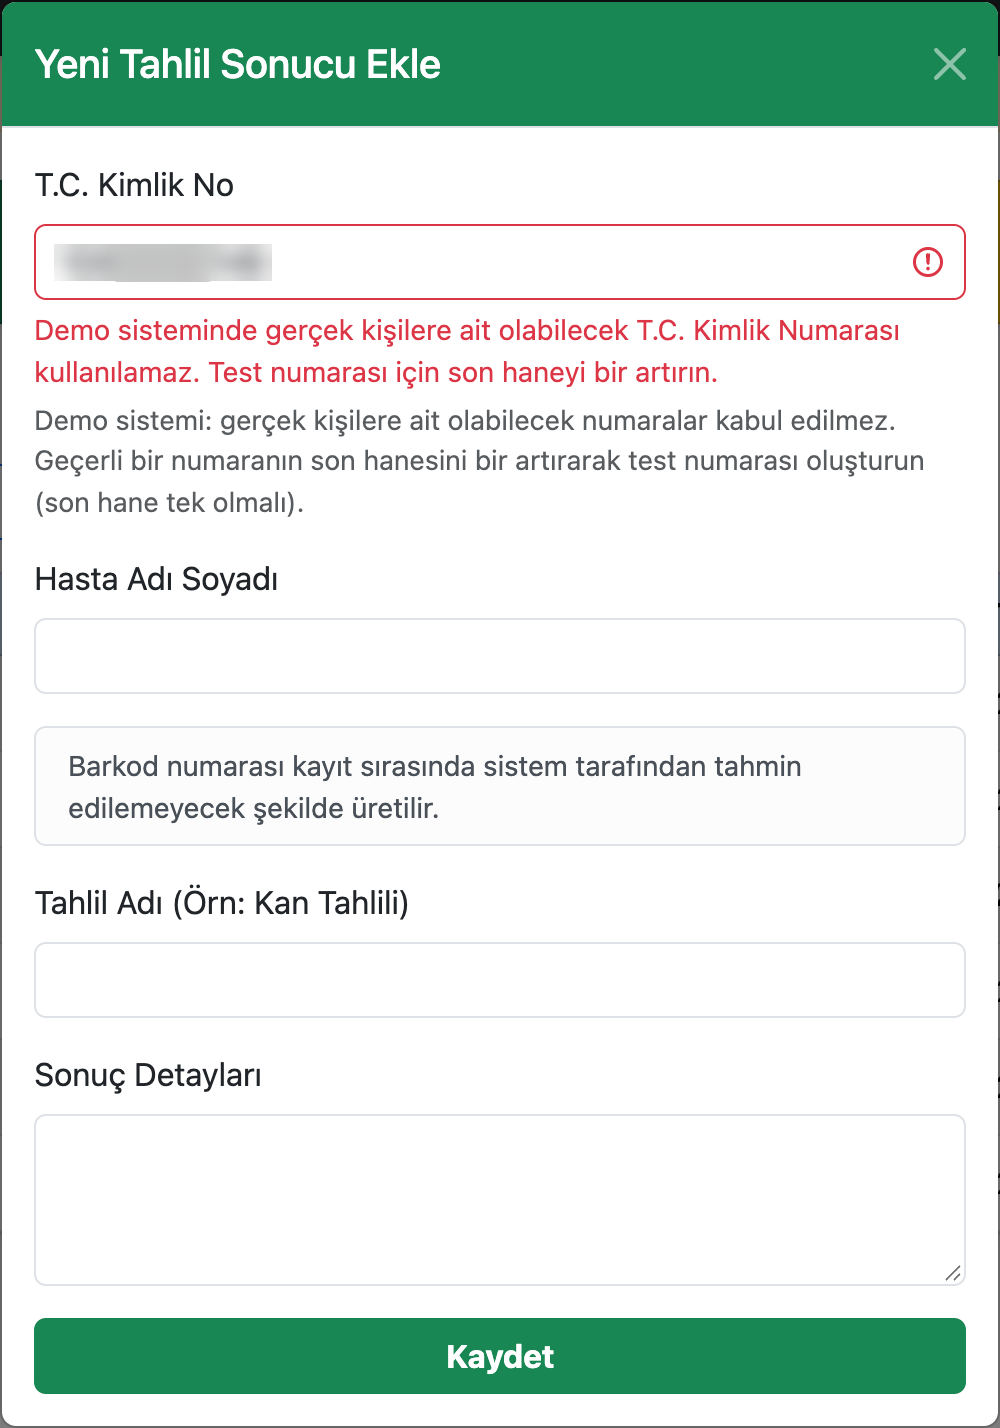 Yeni Tahlil Sonucu Ekle
T.C. Kimlik No
Demo sisteminde gerçek kişilere ait olabilecek T.C. Kimlik Numarası
kullanılamaz. Test numarası için son haneyi bir artırın.
Demo sistemi: gerçek kişilere ait olabilecek numaralar kabul edilmez.
Geçerli bir numaranın son hanesini bir artırarak test numarası oluşturun
(son hane tek olmalı).
Hasta Adı Soyadı
Barkod numarası kayıt sırasında sistem tarafından tahmin
edilemeyecek şekilde üretilir.
Tahlil Adı (Örn: Kan Tahlili)
Sonuç Detayları
Kaydet